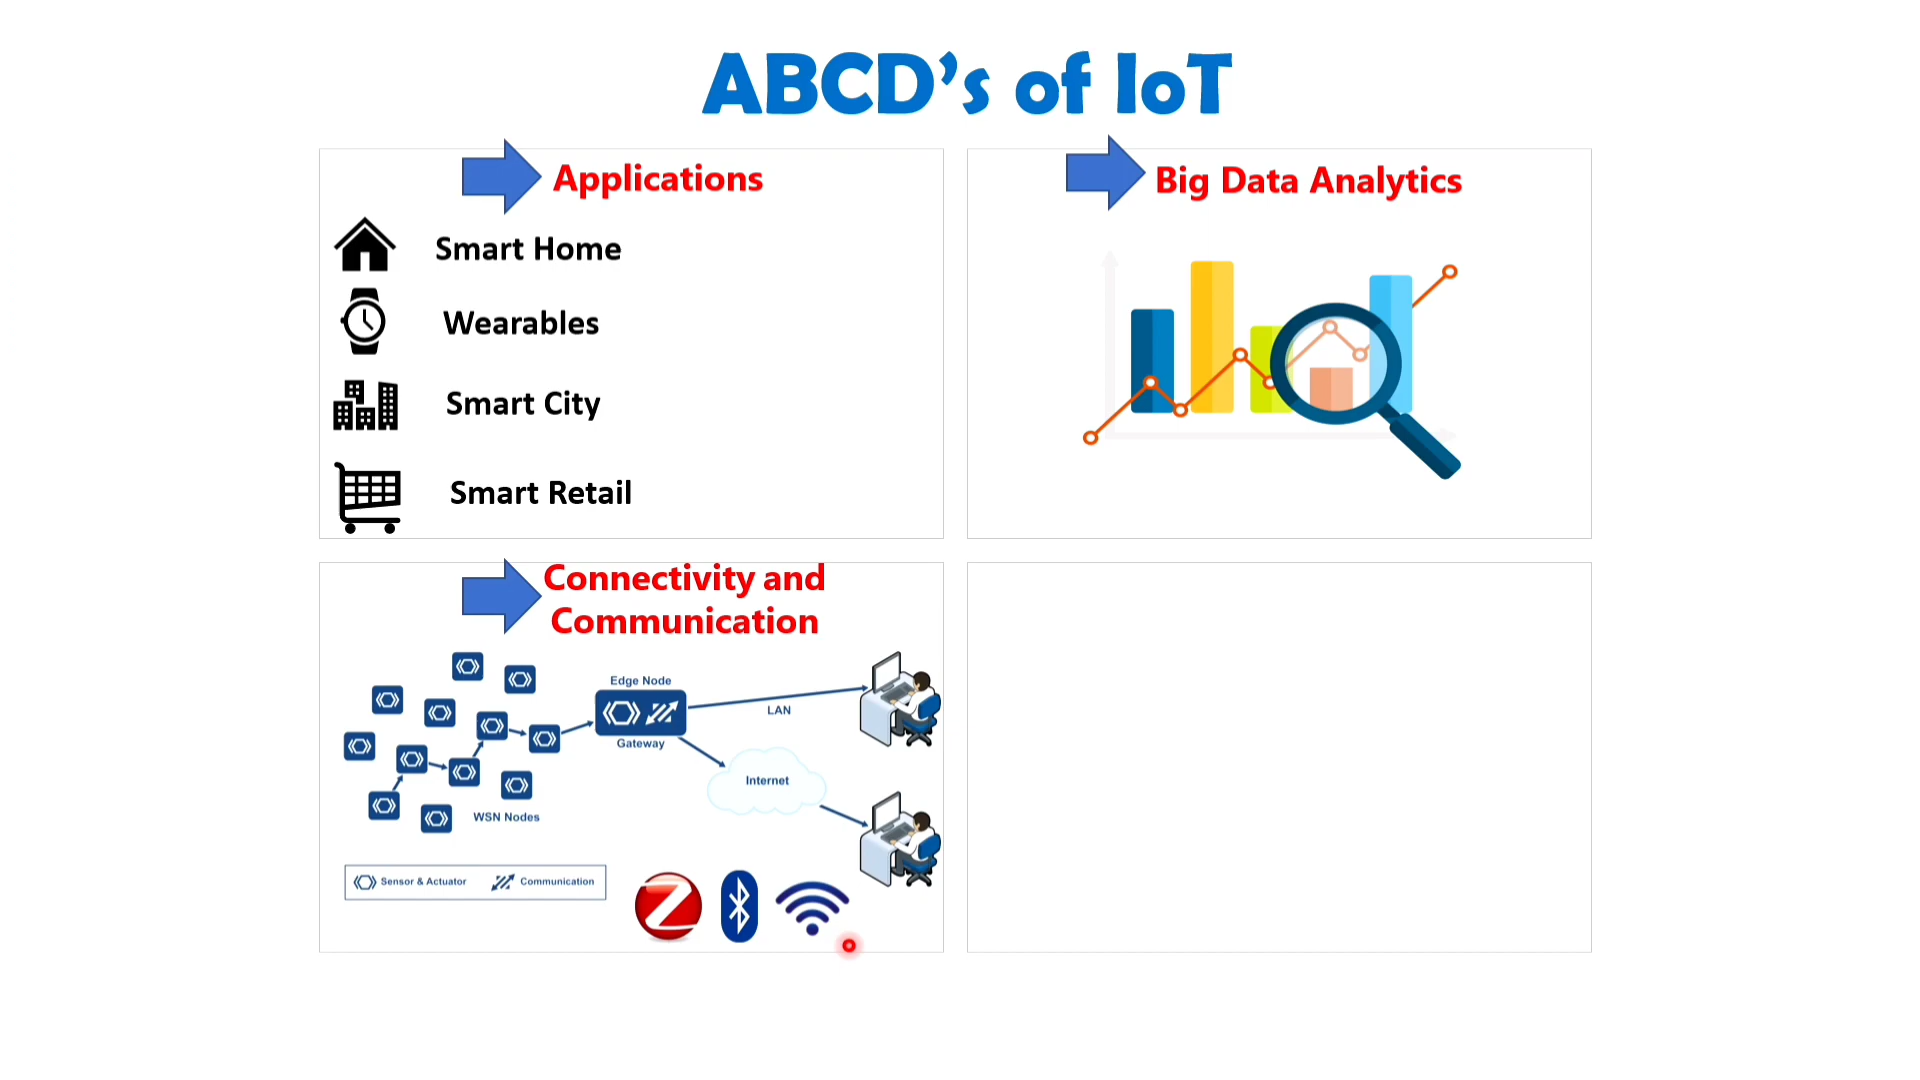 ABCD’s of IoT
Applications
Smart Home
Wearables
Smart City
Smart Retail
Big Data Analytics
Connectivity and
Communication
Edge Node
Gateway
LAN
Internet
WSN Nodes
Sensor & Actuator
Communication